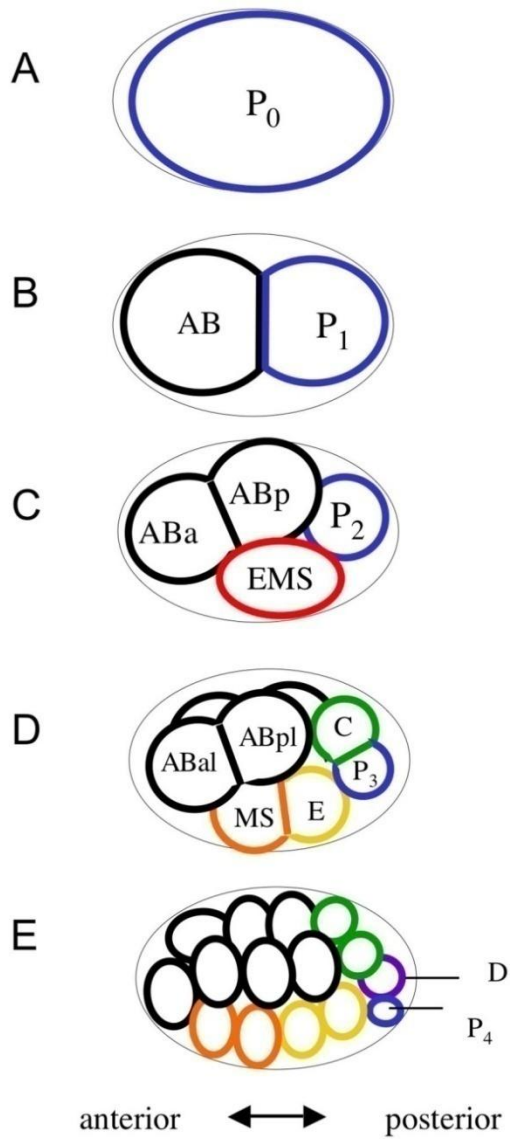 A
P₀
B
AB P₁
C
ABa ABp P₂
EMS
D
ABal ABpl C P₃
MS E
E
D
P₄
anterior posterior